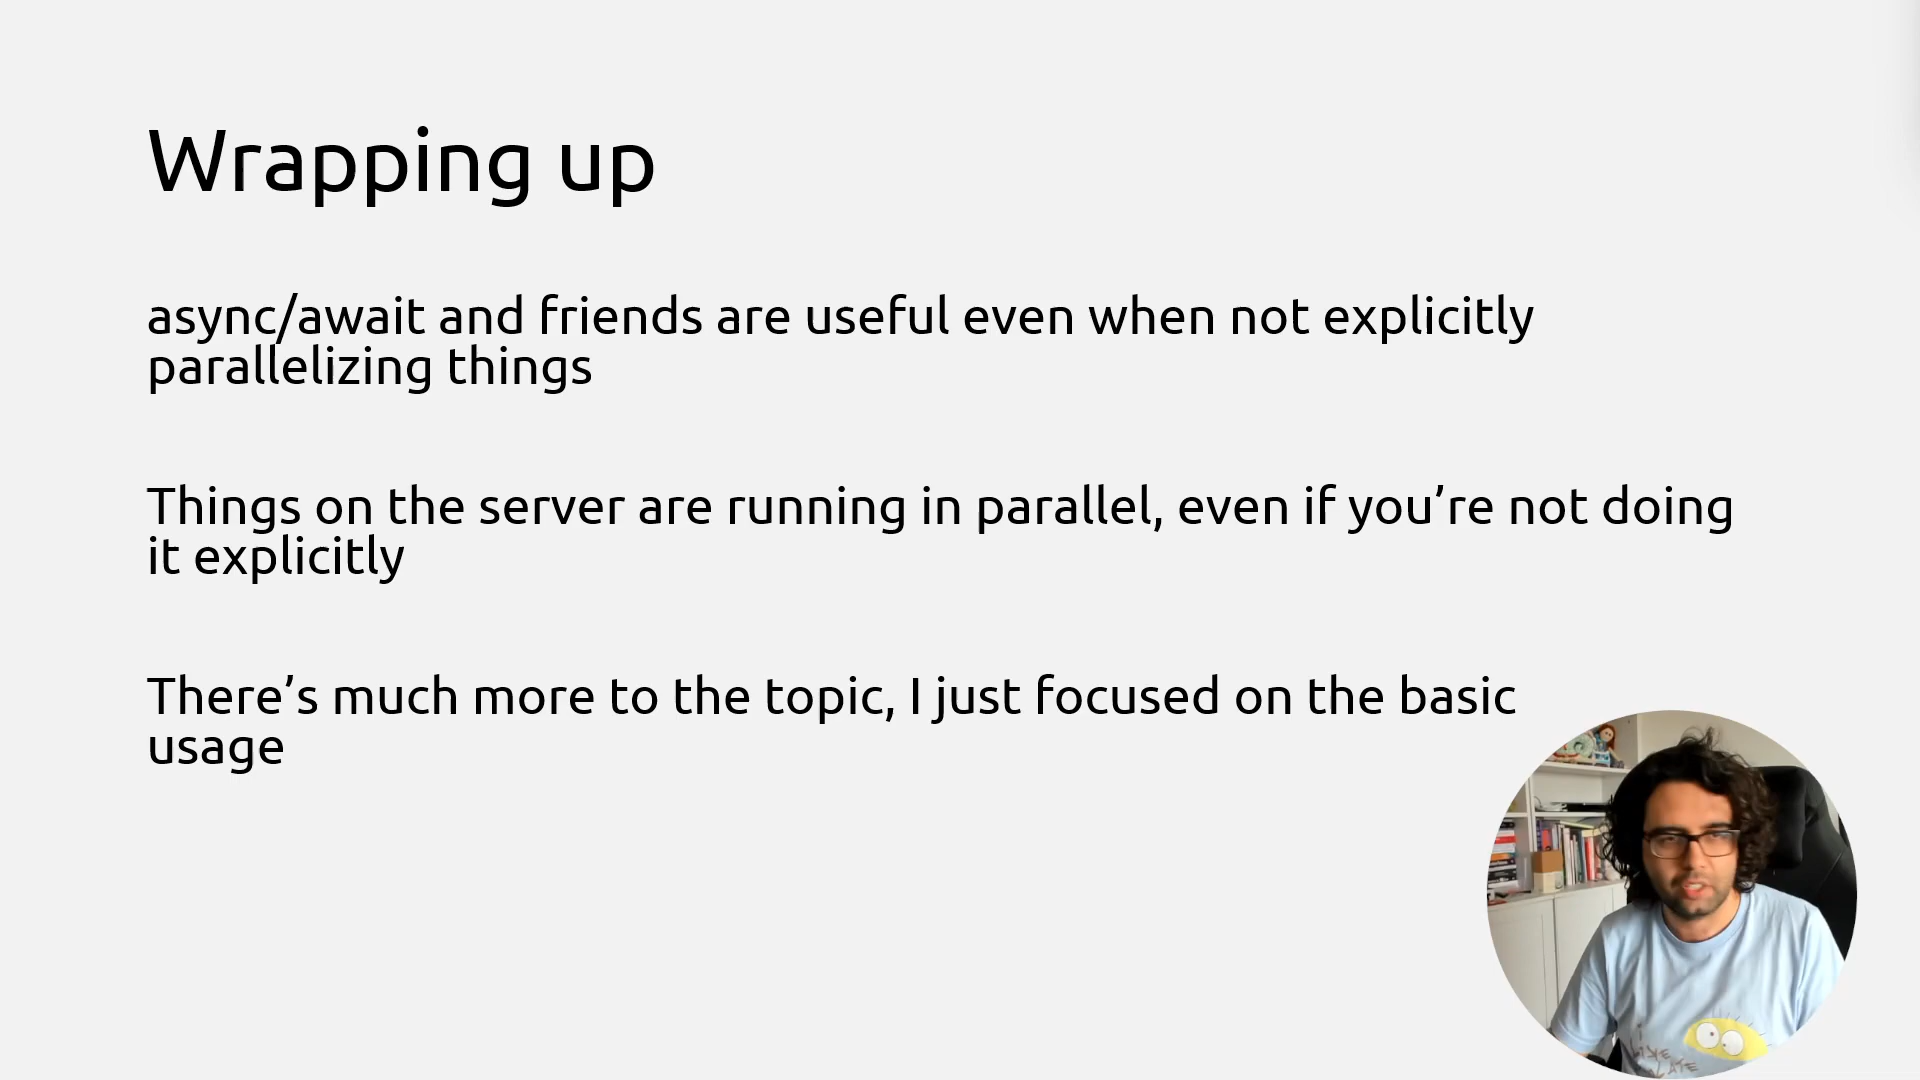 Wrapping up
async/await and friends are useful even when not explicitly
parallelizing things
Things on the server are running in parallel, even if you’re not doing
it explicitly
There’s much more to the topic, I just focused on the basic
usage